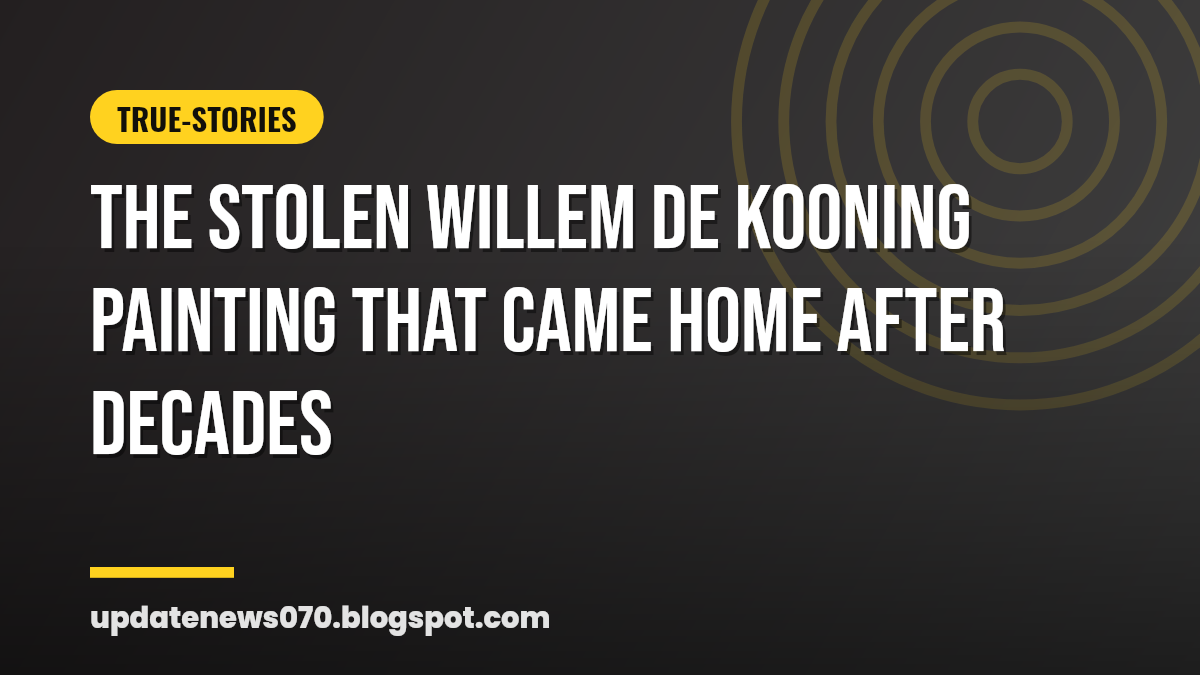 TRUE-STORIES
THE STOLEN WILLEM DE KOONING
PAINTING THAT CAME HOME AFTER
DECADES
updatenews070.blogspot.com